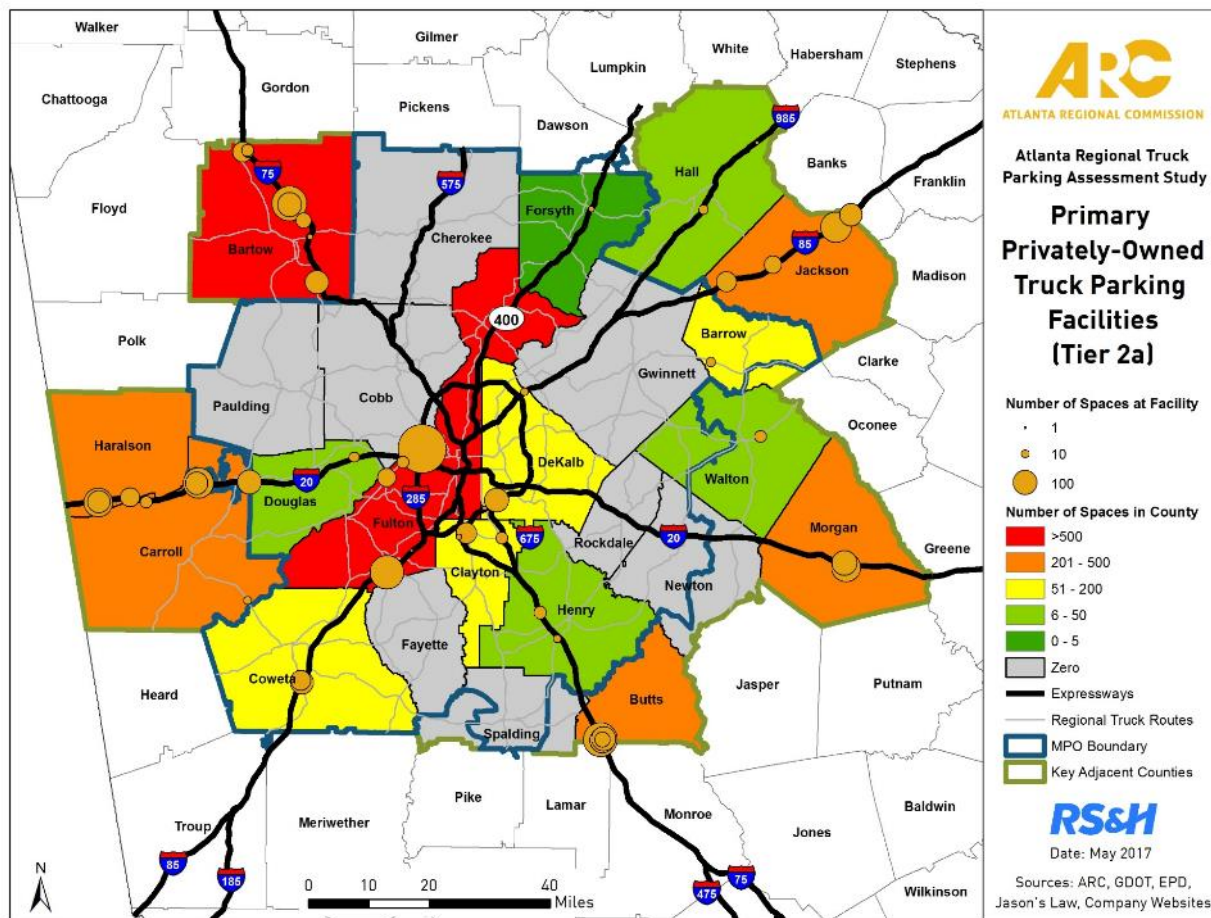 Walker
Gilmer
White
Habersham
Stephens
Lumpkin
Chattooga
Gordon
Pickens
Dawson
985
Banks
Franklin
75
575
Hall
Floyd
Forsyth
Cherokee
Bartow
85
Jackson
Madison
400
Barrow
Polk
Clarke
Gwinnett
Paulding
Cobb
Oconee
Haralson
DeKalb
Walton
20
Douglas
285
Fulton
Morgan
675
Rockdale
20
Greene
Carroll
Clayton
Newton
Henry
Fayette
Heard
Coweta
Butts
Jasper
Putnam
Spalding
Pike
Lamar
Monroe
Baldwin
Troup
Meriwether
Jones
85
185
75
475
Wilkinson
N
0 10 20 40
Miles
ARC
ATLANTA REGIONAL COMMISSION
Atlanta Regional Truck
Parking Assessment Study
Primary
Privately-Owned
Truck Parking
Facilities
(Tier 2a)
Number of Spaces at Facility
1
10
100
Number of Spaces in County
>500
201 - 500
51 - 200
6 - 50
0 - 5
Zero
Expressways
Regional Truck Routes
MPO Boundary
Key Adjacent Counties
RS&H
Date: May 2017
Sources: ARC, GDOT, EPD,
Jason's Law, Company Websites